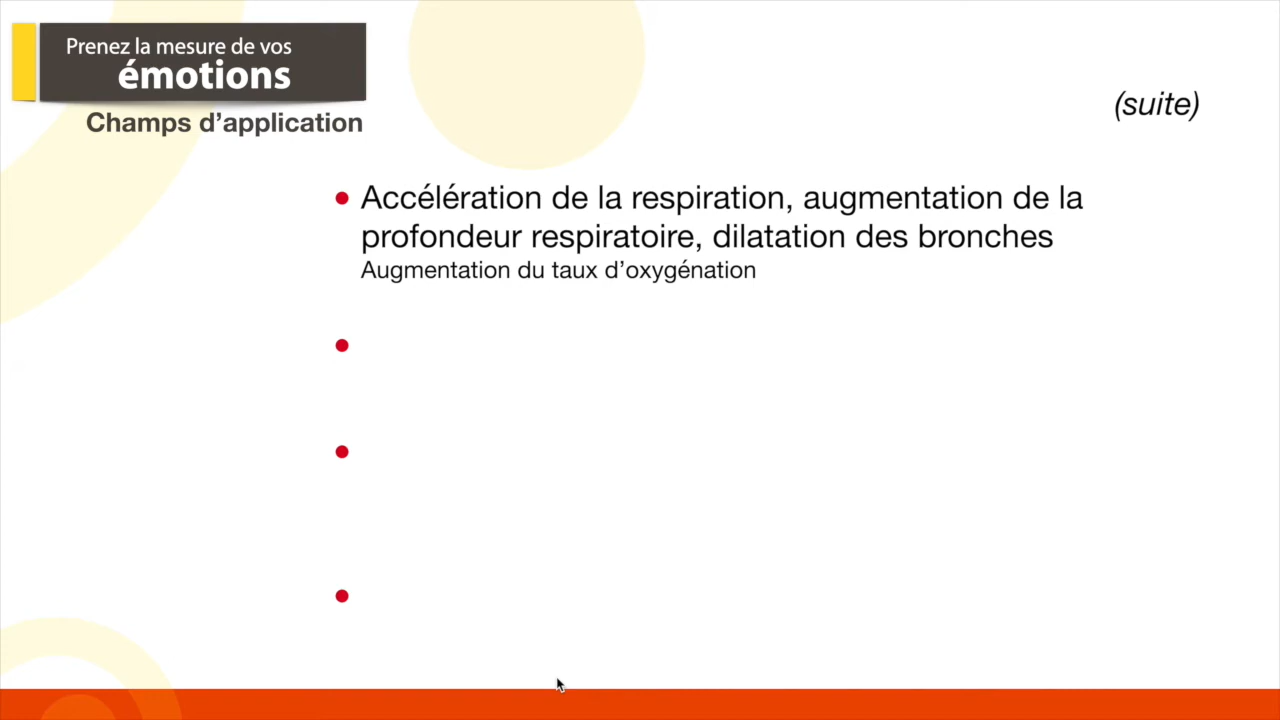 Prenez la mesure de vos
émotions
Champs d’application
(suite)
• Accélération de la respiration, augmentation de la
profondeur respiratoire, dilatation des bronches
Augmentation du taux d’oxygénation
•
•
•